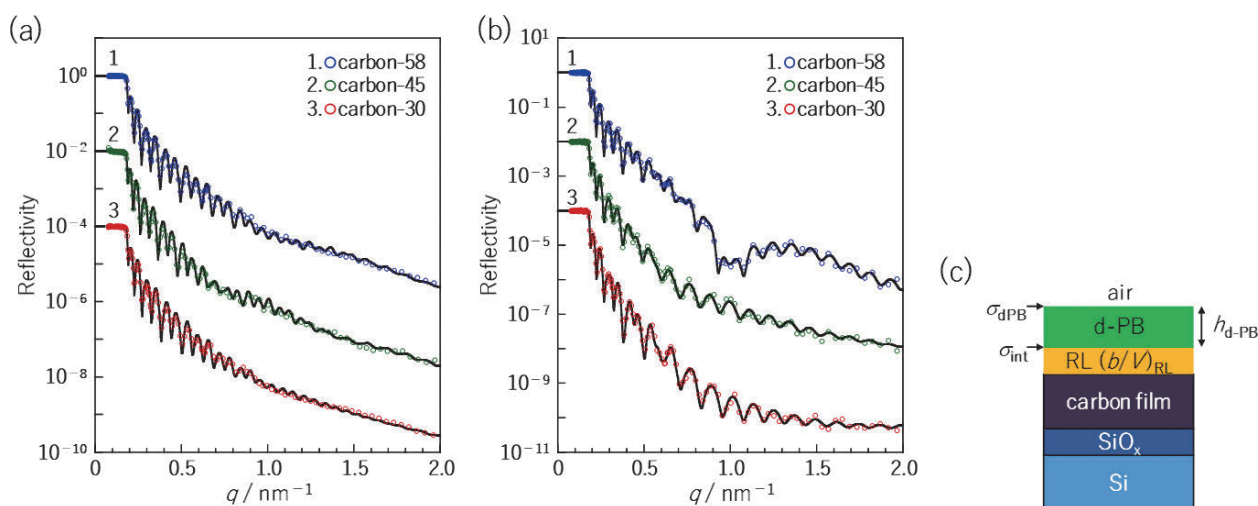 (a)
1
2
3
1.○carbon-58
2.○carbon-45
3.○carbon-30
10⁰
10⁻²
10⁻⁴
10⁻⁶
10⁻⁸
10⁻¹⁰
Reflectivity
0
0.5
1.0
1.5
2.0
q / nm⁻¹
(b)
1
2
3
1.○carbon-58
2.○carbon-45
3.○carbon-30
10¹
10⁻¹
10⁻³
10⁻⁵
10⁻⁷
10⁻⁹
10⁻¹¹
Reflectivity
0
0.5
1.0
1.5
2.0
q / nm⁻¹
(c)
air
σdPB
d-PB
hd-PB
σint
RL (b/V)RL
carbon film
SiOx
Si